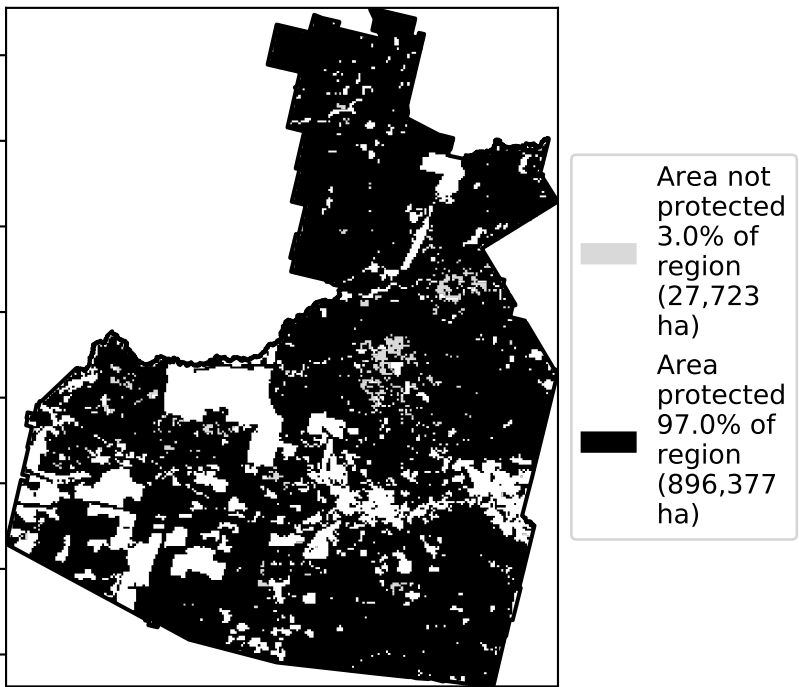 Area not
protected
3.0% of
region
(27,723
ha)
Area
protected
97.0% of
region
(896,377
ha)